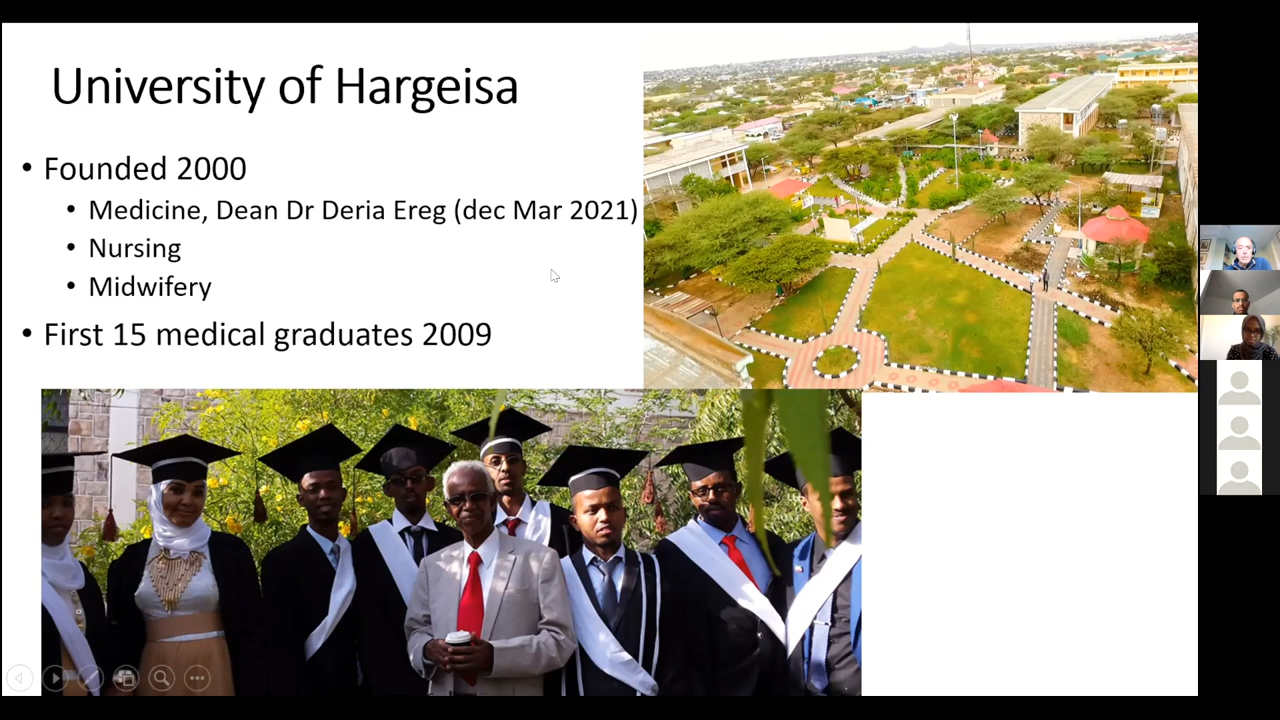 University of Hargeisa
• Founded 2000
• Medicine, Dean Dr Deria Ereg (dec Mar 2021)
• Nursing
• Midwifery
• First 15 medical graduates 2009